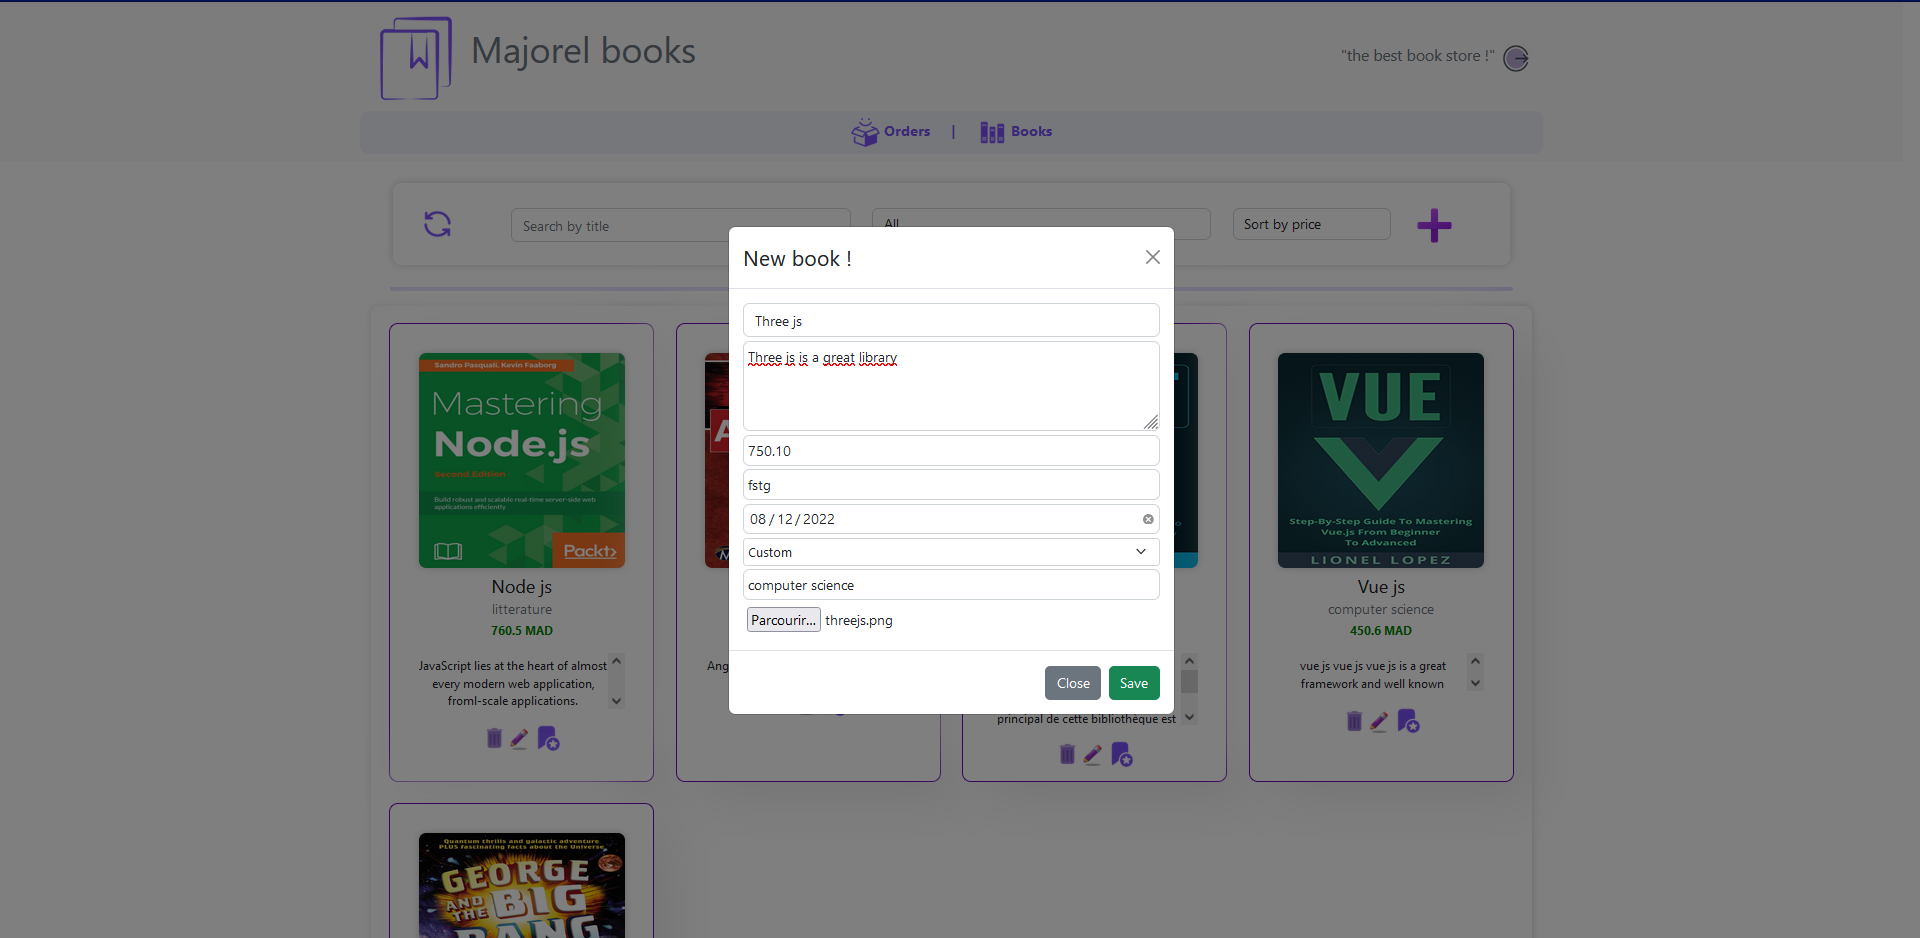 Majorel books
"the best book store !"
Orders | Books
Search by title
All
Sort by price
New book !
Three js
Three js is a great library
750.10
fstg
08 / 12 / 2022
Custom
computer science
Parcourir... threejs.png
Close Save
Sandro Pasquali, Kevin Faaborg
Mastering
Node.js
Second Edition
Build robust and scalable real-time server-side web
applications efficiently
Packt>
Node js
litterature
760.5 MAD
JavaScript lies at the heart of almost
every modern web application,
froml-scale applications.
Ang
principal de cette bibliothèque est
VUE
Step-By-Step Guide To Mastering
Vue.js From Beginner
To Advanced
LIONEL LOPEZ
Vue js
computer science
450.6 MAD
vue js vue js vue js is a great
framework and well known
Quantum thrills and galactic adventure
PLUS fascinating facts about the Universe
GEORGE
AND THE BIG
BANG